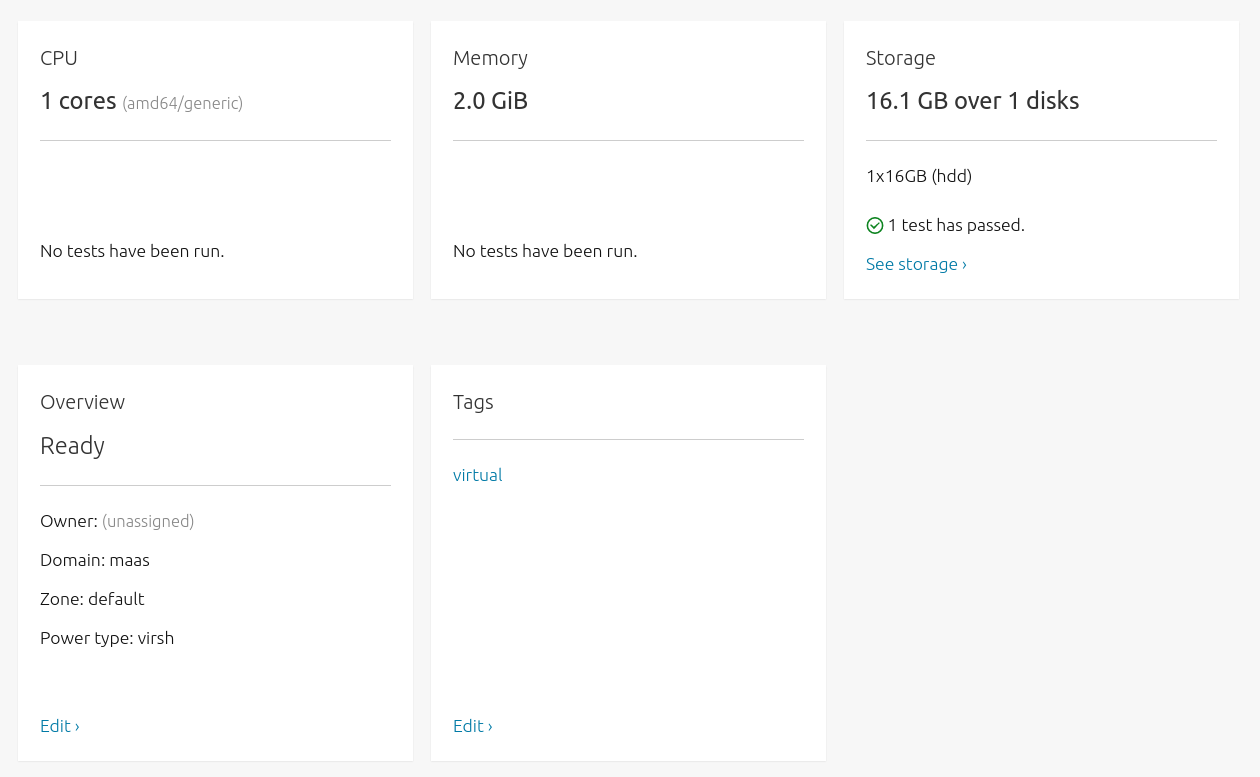 CPU
1 cores (amd64/generic)
No tests have been run.
Memory
2.0 GiB
No tests have been run.
Storage
16.1 GB over 1 disks
1x16GB (hdd)
1 test has passed.
See storage ›
Overview
Ready
Owner: (unassigned)
Domain: maas
Zone: default
Power type: virsh
Edit ›
Tags
virtual
Edit ›